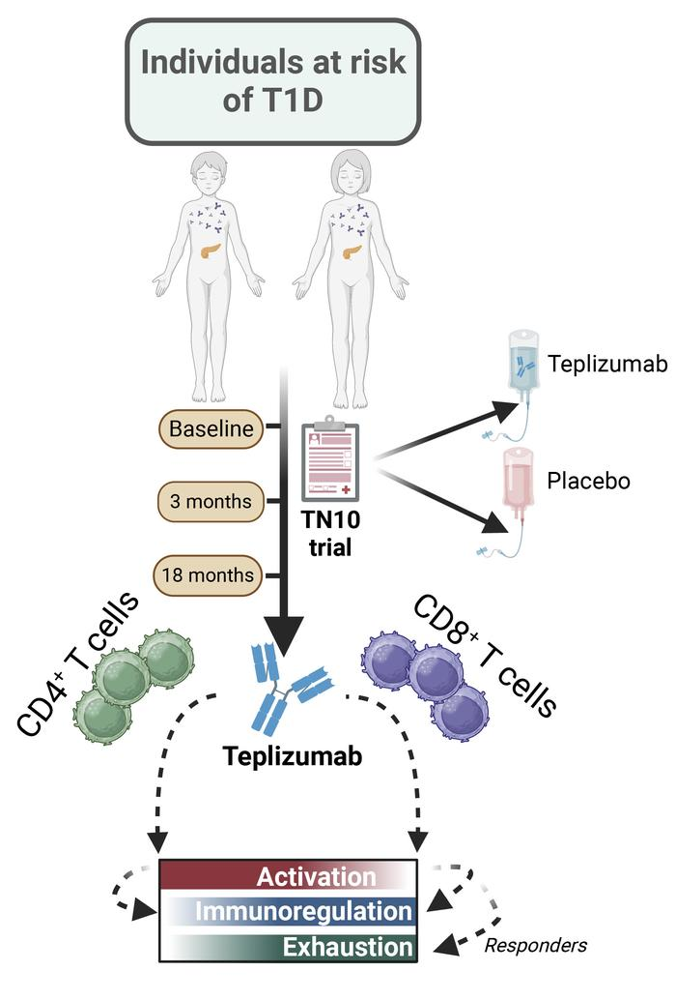 Individuals at risk
of T1D
Teplizumab
Baseline
Placebo
3 months
TN10
trial
18 months
CD4⁺ T cells
CD8⁺ T cells
Teplizumab
Activation
Immunoregulation
Exhaustion
Responders